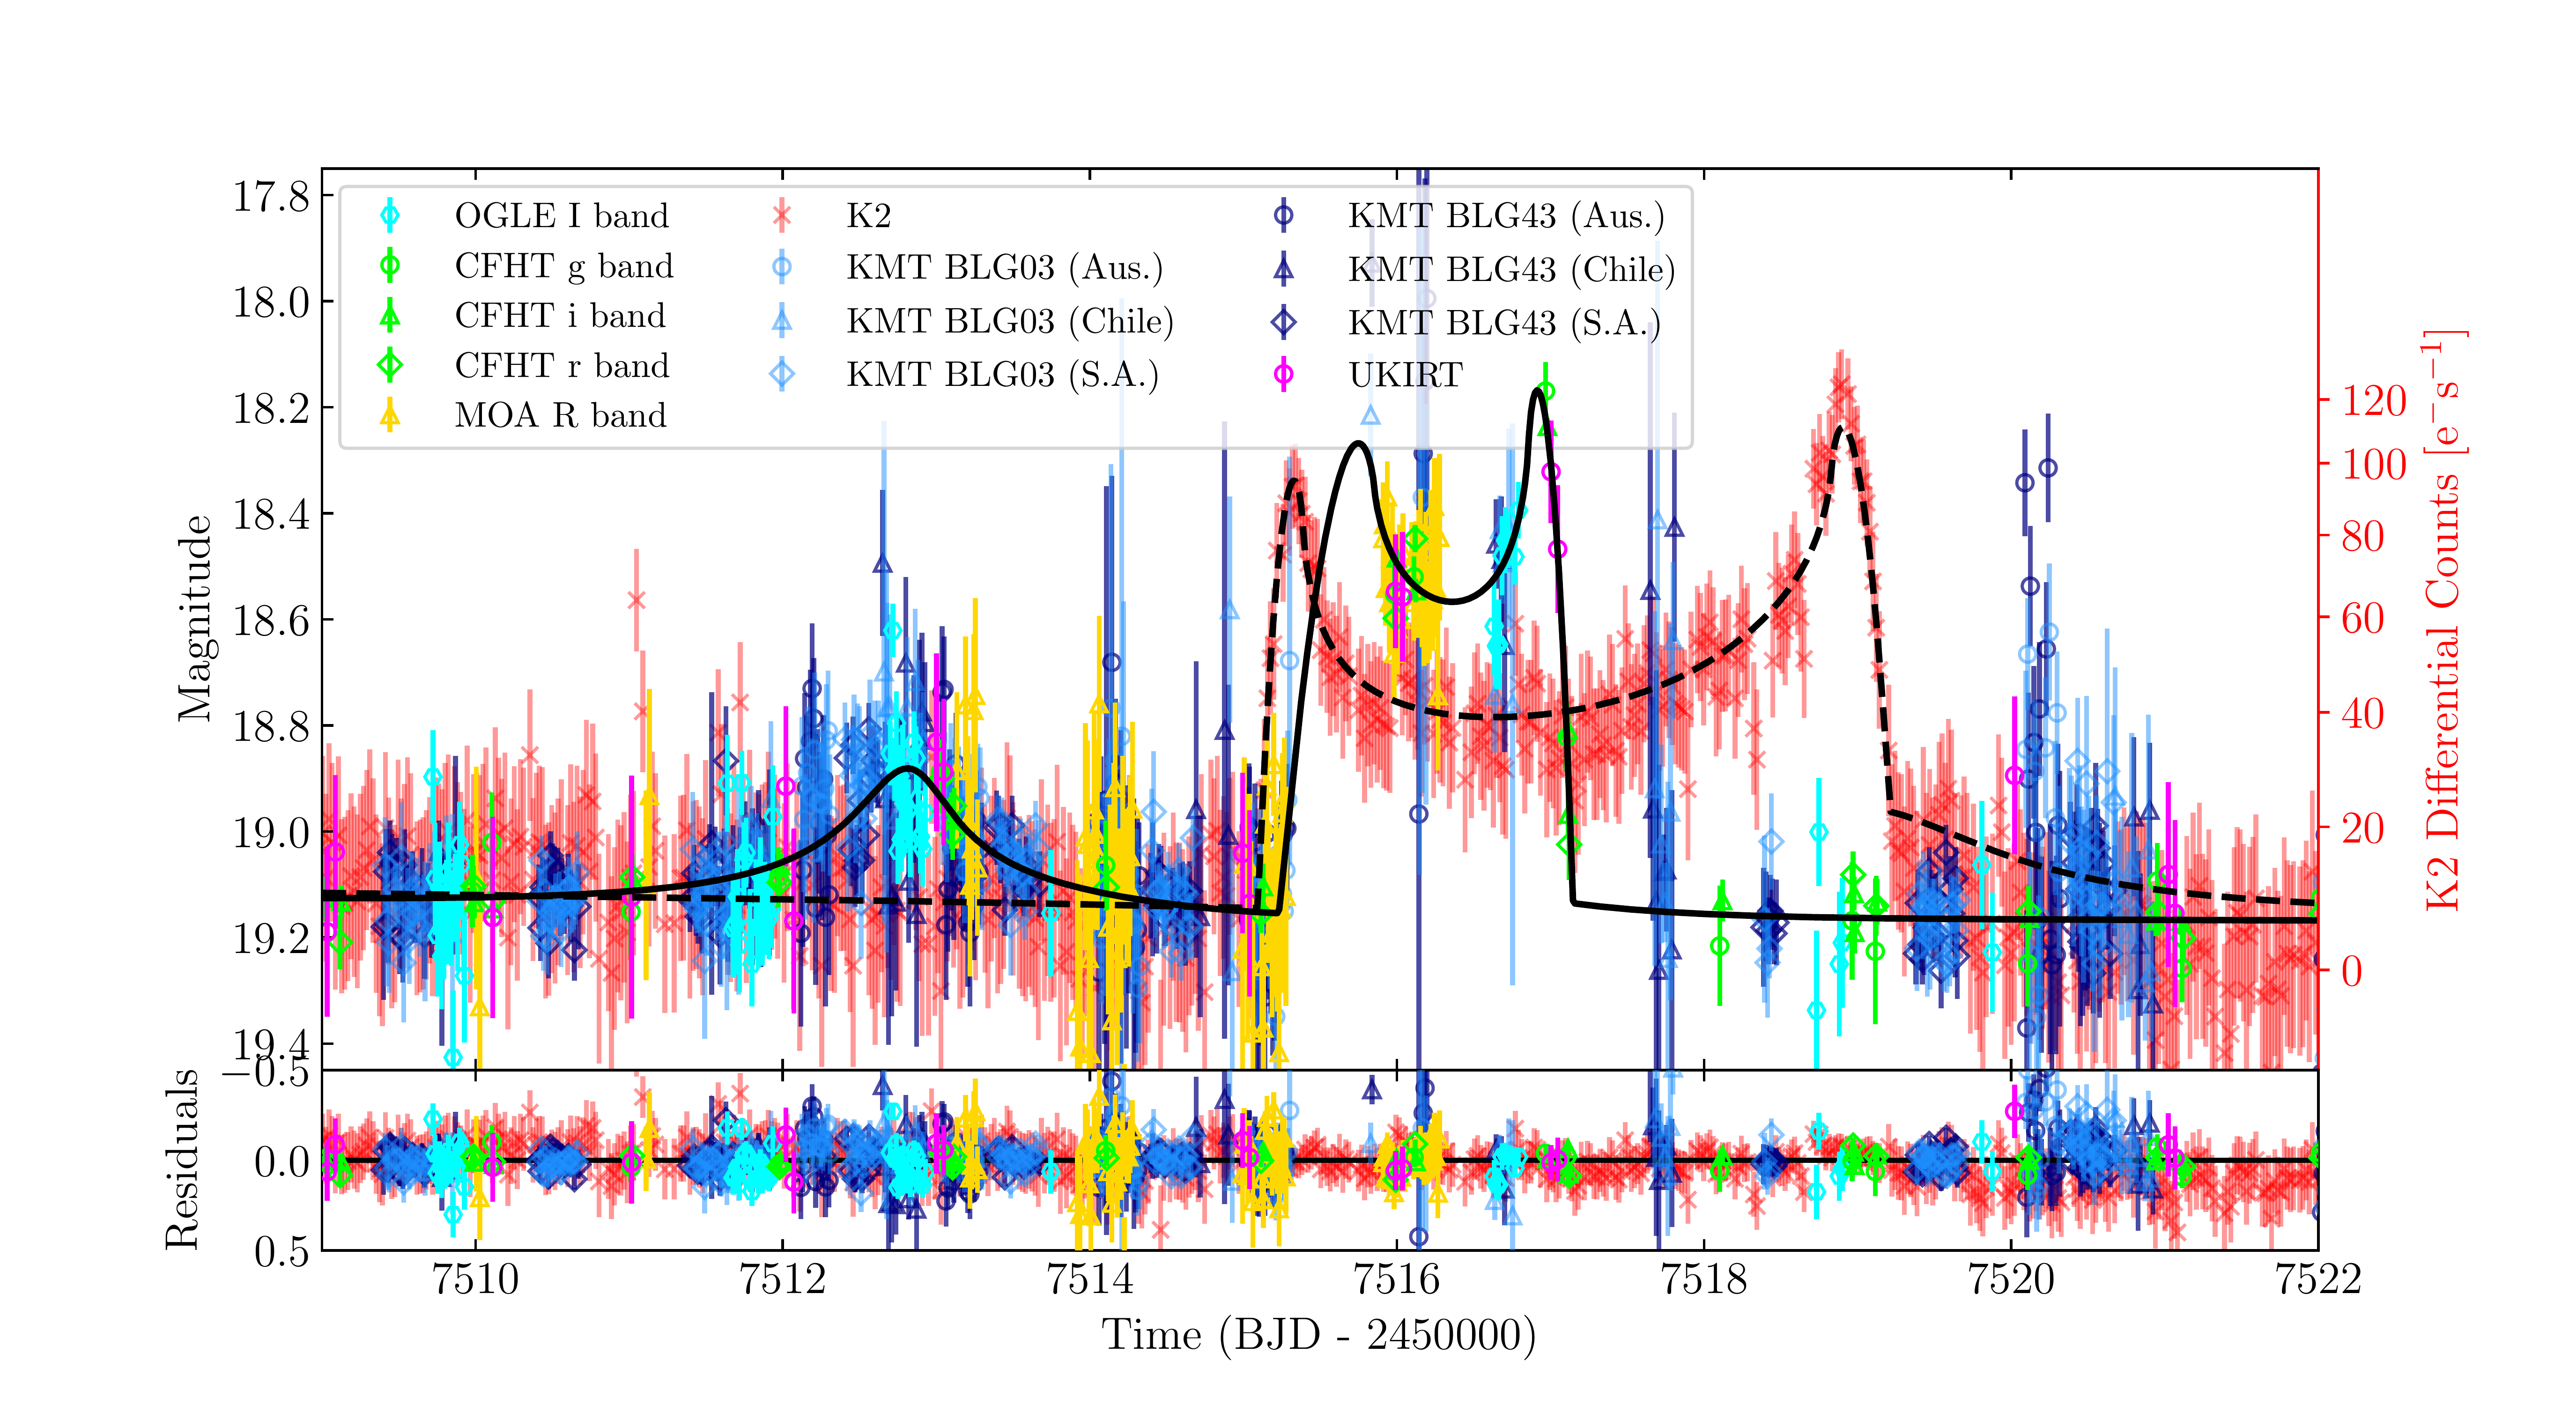 OGLE I band
CFHT g band
CFHT i band
CFHT r band
MOA R band
K2
KMT BLG03 (Aus.)
KMT BLG03 (Chile)
KMT BLG03 (S.A.)
KMT BLG43 (Aus.)
KMT BLG43 (Chile)
KMT BLG43 (S.A.)
UKIRT
Magnitude
17.8
18.0
18.2
18.4
18.6
18.8
19.0
19.2
19.4
K2 Differential Counts [e⁻s⁻¹]
120
100
80
60
40
20
0
Residuals
−0.5
0.0
0.5
7510 7512 7514 7516 7518 7520 7522
Time (BJD - 2450000)